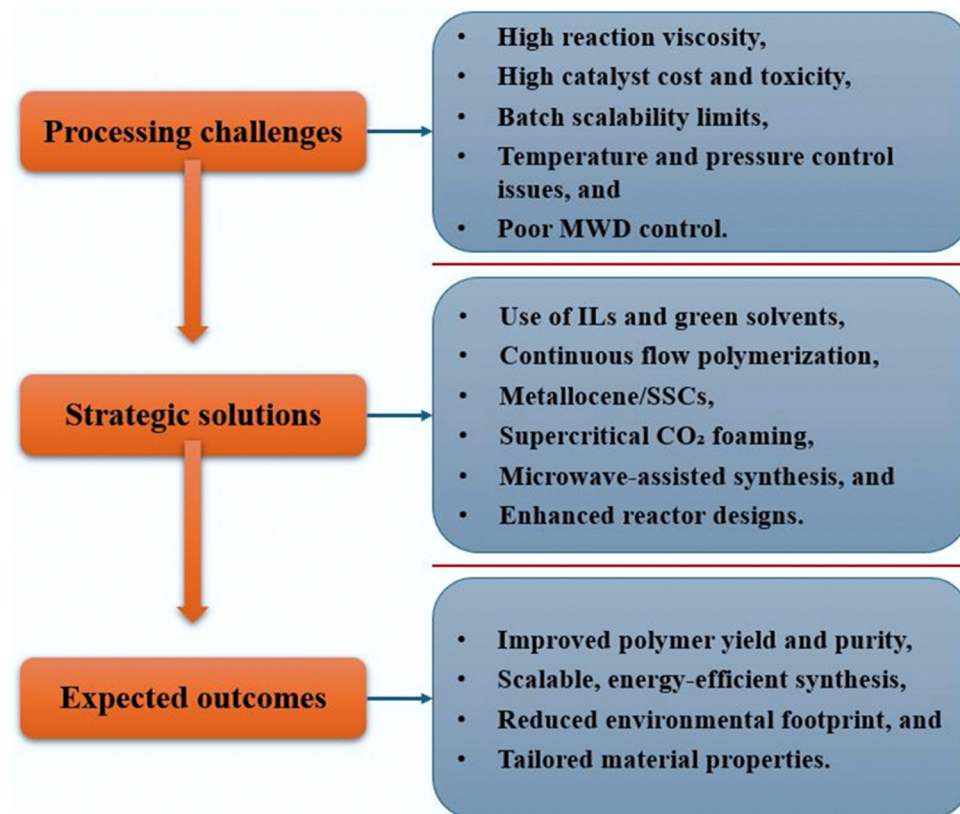 Processing challenges
• High reaction viscosity,
• High catalyst cost and toxicity,
• Batch scalability limits,
• Temperature and pressure control
issues, and
• Poor MWD control.
Strategic solutions
• Use of ILs and green solvents,
• Continuous flow polymerization,
• Metallocene/SSCs,
• Supercritical CO₂ foaming,
• Microwave-assisted synthesis, and
• Enhanced reactor designs.
Expected outcomes
• Improved polymer yield and purity,
• Scalable, energy-efficient synthesis,
• Reduced environmental footprint, and
• Tailored material properties.